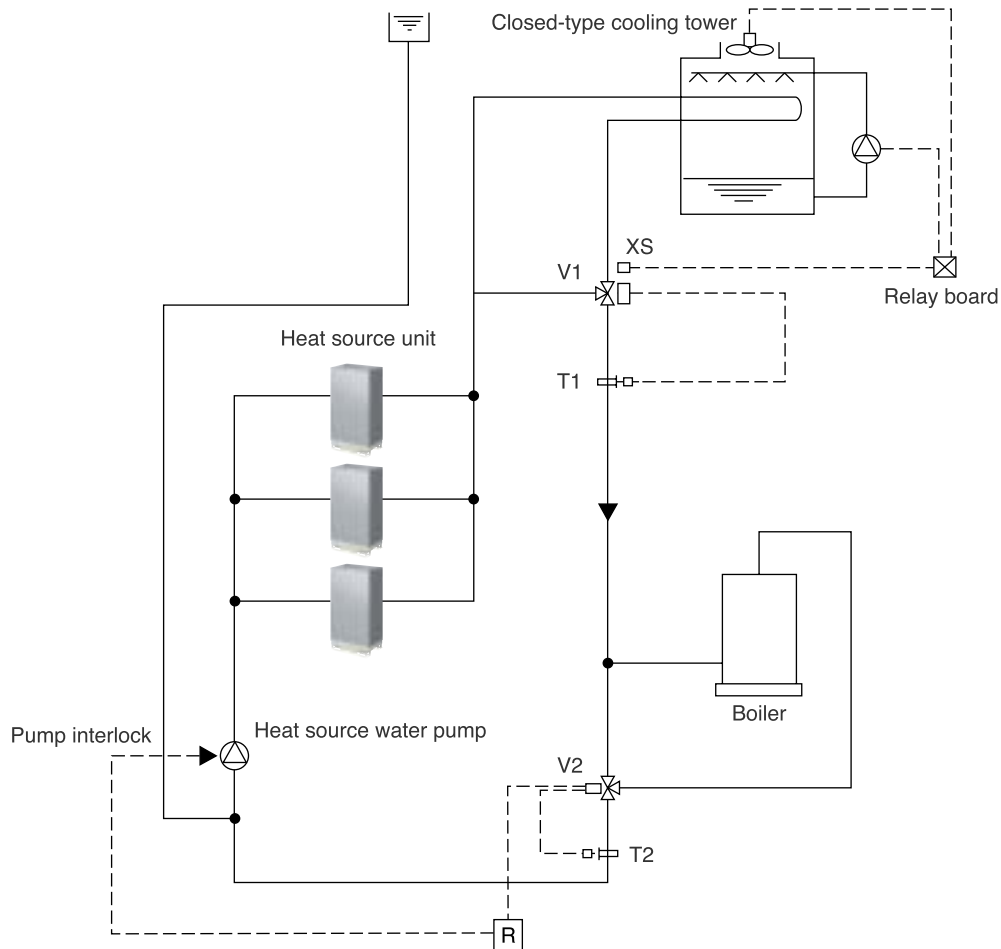 Closed-type cooling tower
XS
V1
Relay board
Heat source unit
T1
Boiler
Heat source water pump
Pump interlock
V2
T2
R